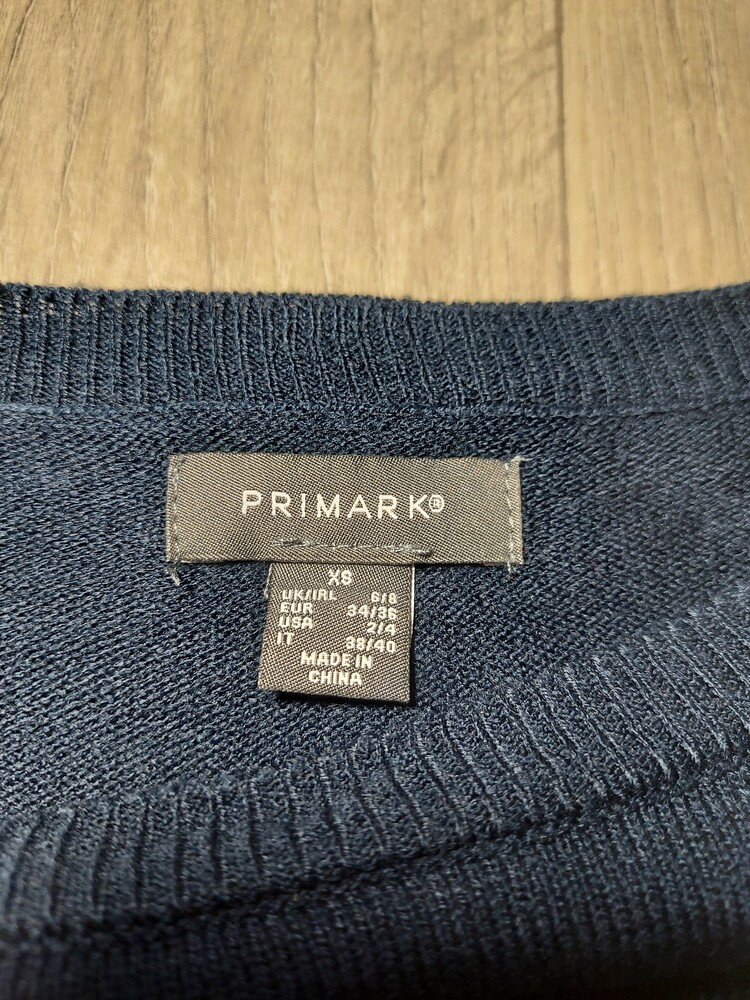 PRIMARK®
XS
UK/IRL 6/8
EUR 34/36
USA 2/4
IT 38/40
MADE IN
CHINA